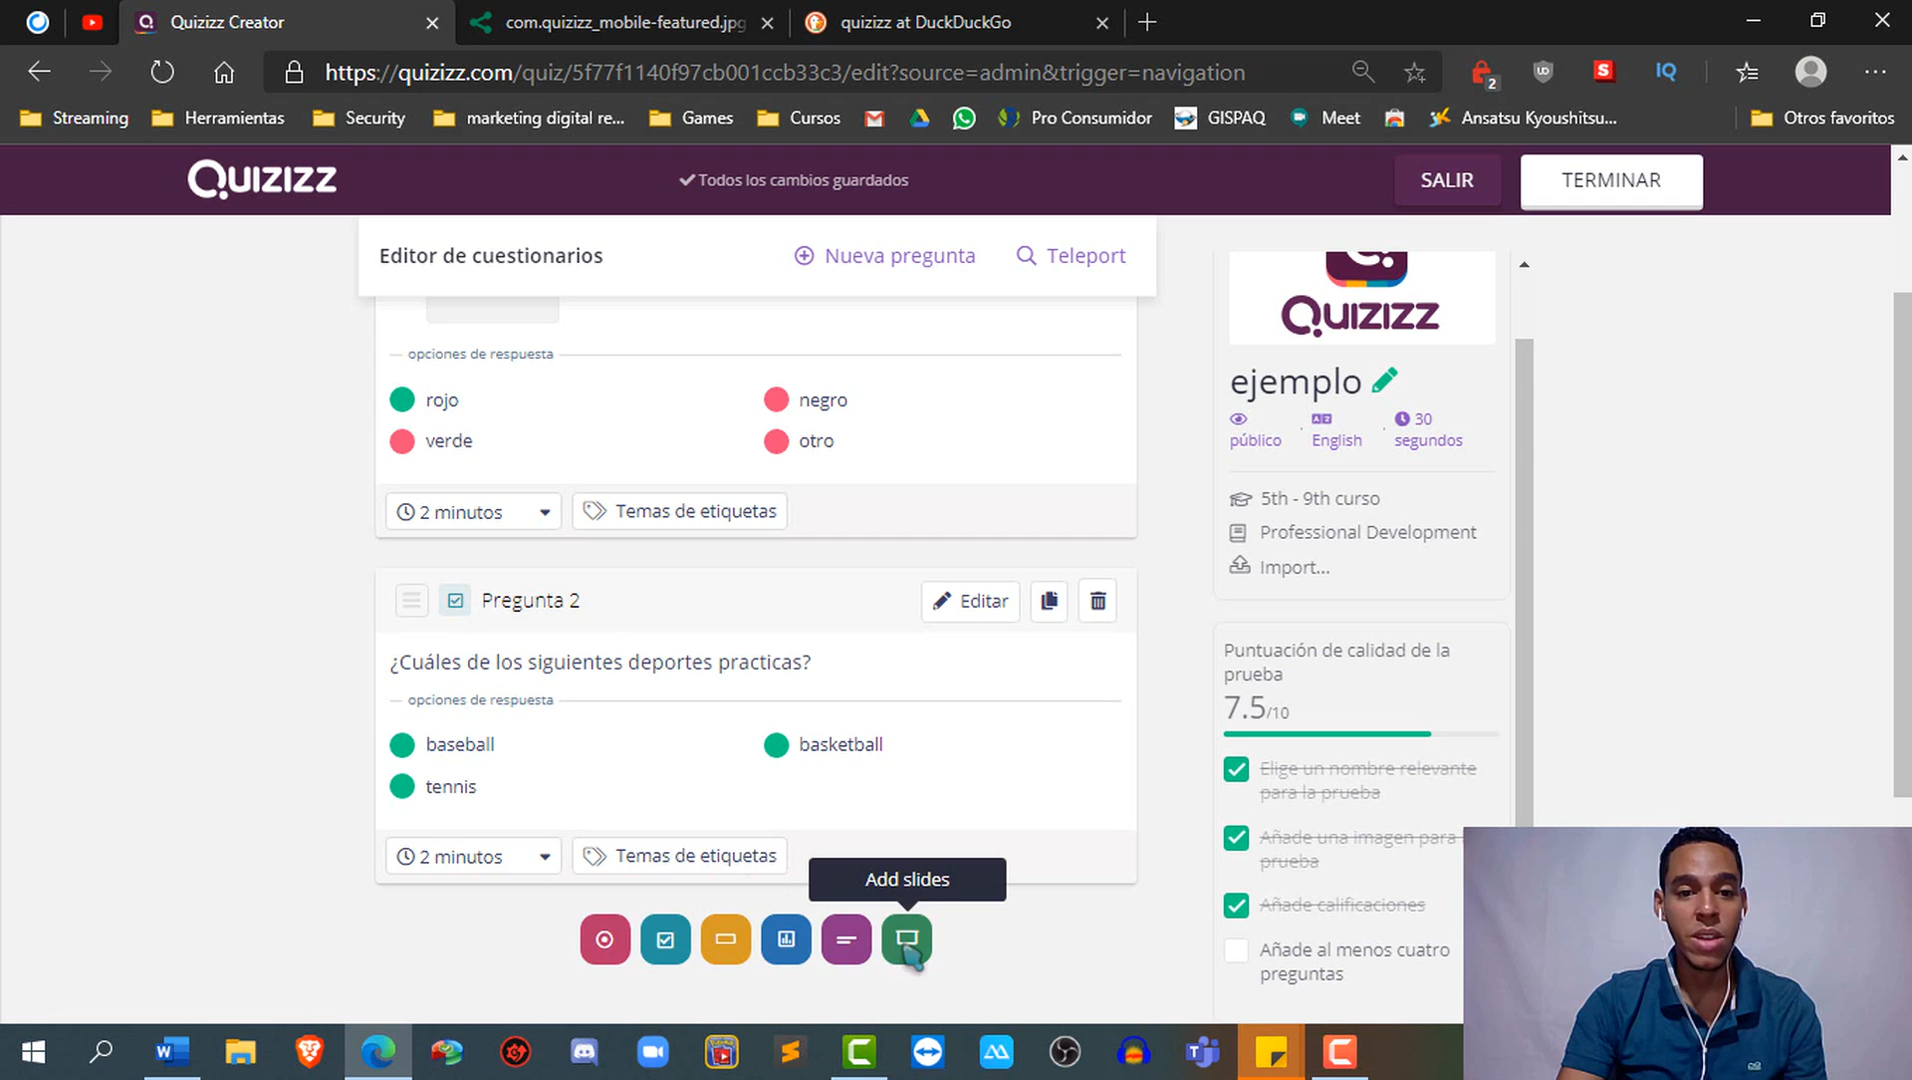 Quizizz Creator
com.quizizz_mobile-featured.jpg
quizizz at DuckDuckGo
https://quizizz.com/quiz/5f77f1140f97cb001ccb33c3/edit?source=admin&trigger=navigation
2
UD
S
IQ
Streaming
Herramientas
Security
marketing digital re...
Games
Cursos
Pro Consumidor
GISPAQ
Meet
Ansatsu Kyoushitsu...
Otros favoritos
QUIZIZZ
Todos los cambios guardados
SALIR
TERMINAR
Editor de cuestionarios
Nueva pregunta
Teleport
opciones de respuesta
rojo
negro
verde
otro
2 minutos
Temas de etiquetas
Pregunta 2
Editar
¿Cuáles de los siguientes deportes practicas?
opciones de respuesta
baseball
basketball
tennis
2 minutos
Temas de etiquetas
Add slides
QUIZIZZ
ejemplo
público
English
30 segundos
5th - 9th curso
Professional Development
Import...
Puntuación de calidad de la
prueba
7.5/10
Elige un nombre relevante
para la prueba
Añade una imagen para
prueba
Añade calificaciones
Añade al menos cuatro
preguntas